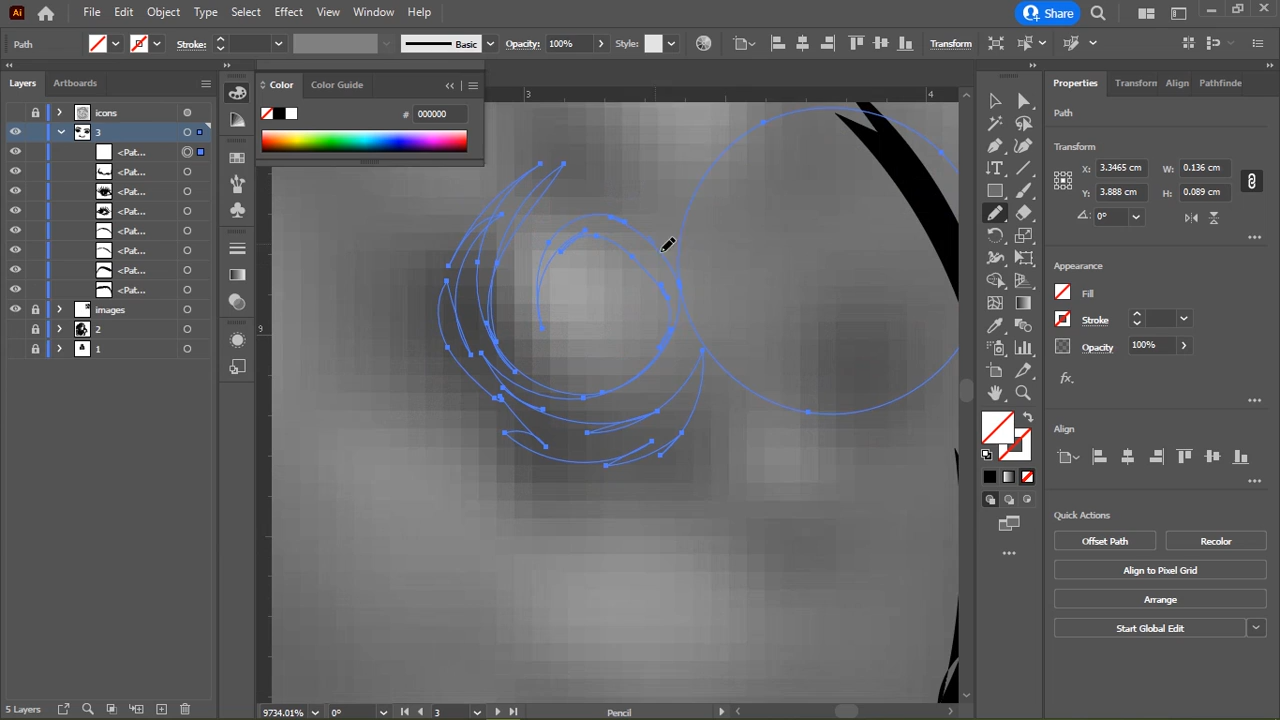 Ai File Edit Object Type Select Effect View Window Help Share
Path Stroke: Basic Opacity: 100% Style: Transform
Layers Artboards
icons
3
<Pat...
<Pat...
<Pat...
<Pat...
<Pat...
<Pat...
<Pat...
<Pat...
images
2
1
5 Layers
Color Color Guide
# 000000
3 4
9
9734.01% 0° 3 Pencil
Properties Transform Align Pathfinder
Path
Transform
X: 3.3465 cm W: 0.136 cm
Y: 3.888 cm H: 0.089 cm
0°
Appearance
Fill
Stroke
Opacity 100%
fx.
Align
Quick Actions
Offset Path Recolor
Align to Pixel Grid
Arrange
Start Global Edit